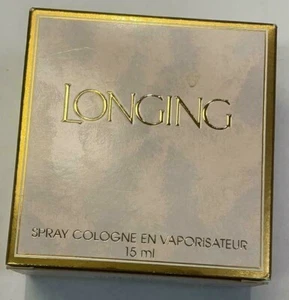 LONGING
SPRAY COLOGNE EN VAPORISATEUR
15 ml